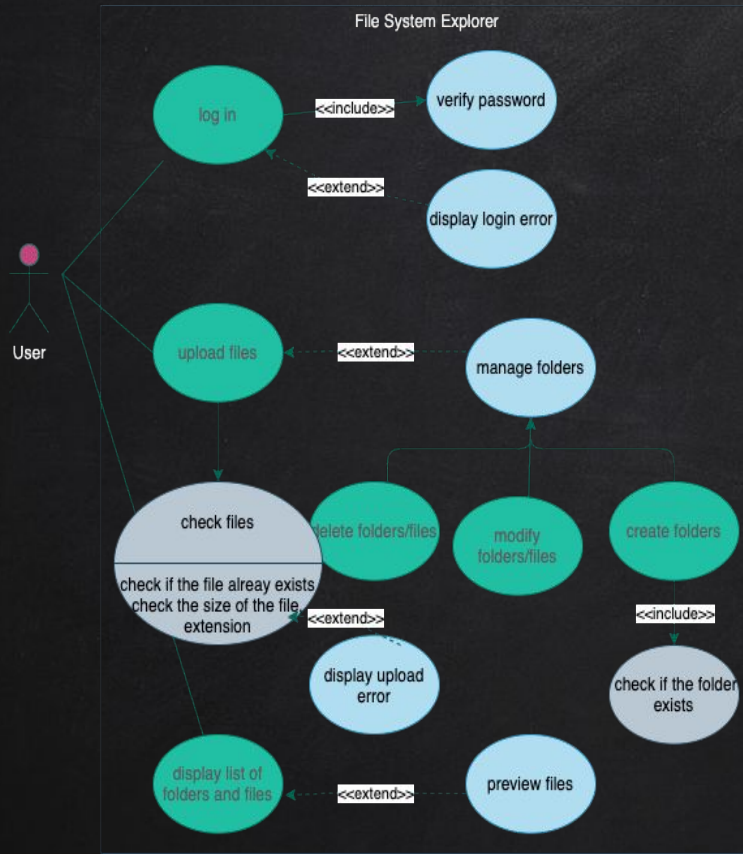 File System Explorer
log in
<<include>>
verify password
<<extend>>
display login error
User
upload files
<<extend>>
manage folders
check files
check if the file alreay exists
check the size of the file,
extension
delete folders/files
modify
folders/files
create folders
<<include>>
<<extend>>
display upload
error
check if the folder
exists
display list of
folders and files
<<extend>>
preview files